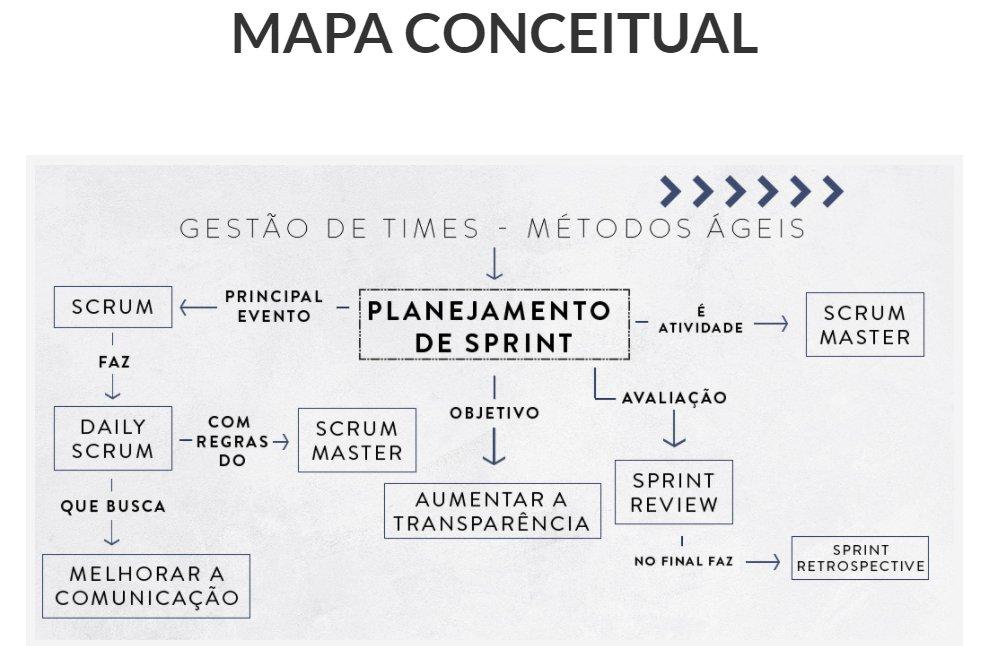 MAPA CONCEITUAL
GESTÃO DE TIMES - MÉTODOS ÁGEIS
SCRUM
PRINCIPAL
EVENTO
PLANEJAMENTO
DE SPRINT
É
ATIVIDADE
SCRUM
MASTER
FAZ
DAILY
SCRUM
COM
REGRAS
DO
SCRUM
MASTER
OBJETIVO
AVALIAÇÃO
AUMENTAR A
TRANSPARÊNCIA
SPRINT
REVIEW
QUE BUSCA
MELHORAR A
COMUNICAÇÃO
NO FINAL FAZ
SPRINT
RETROSPECTIVE